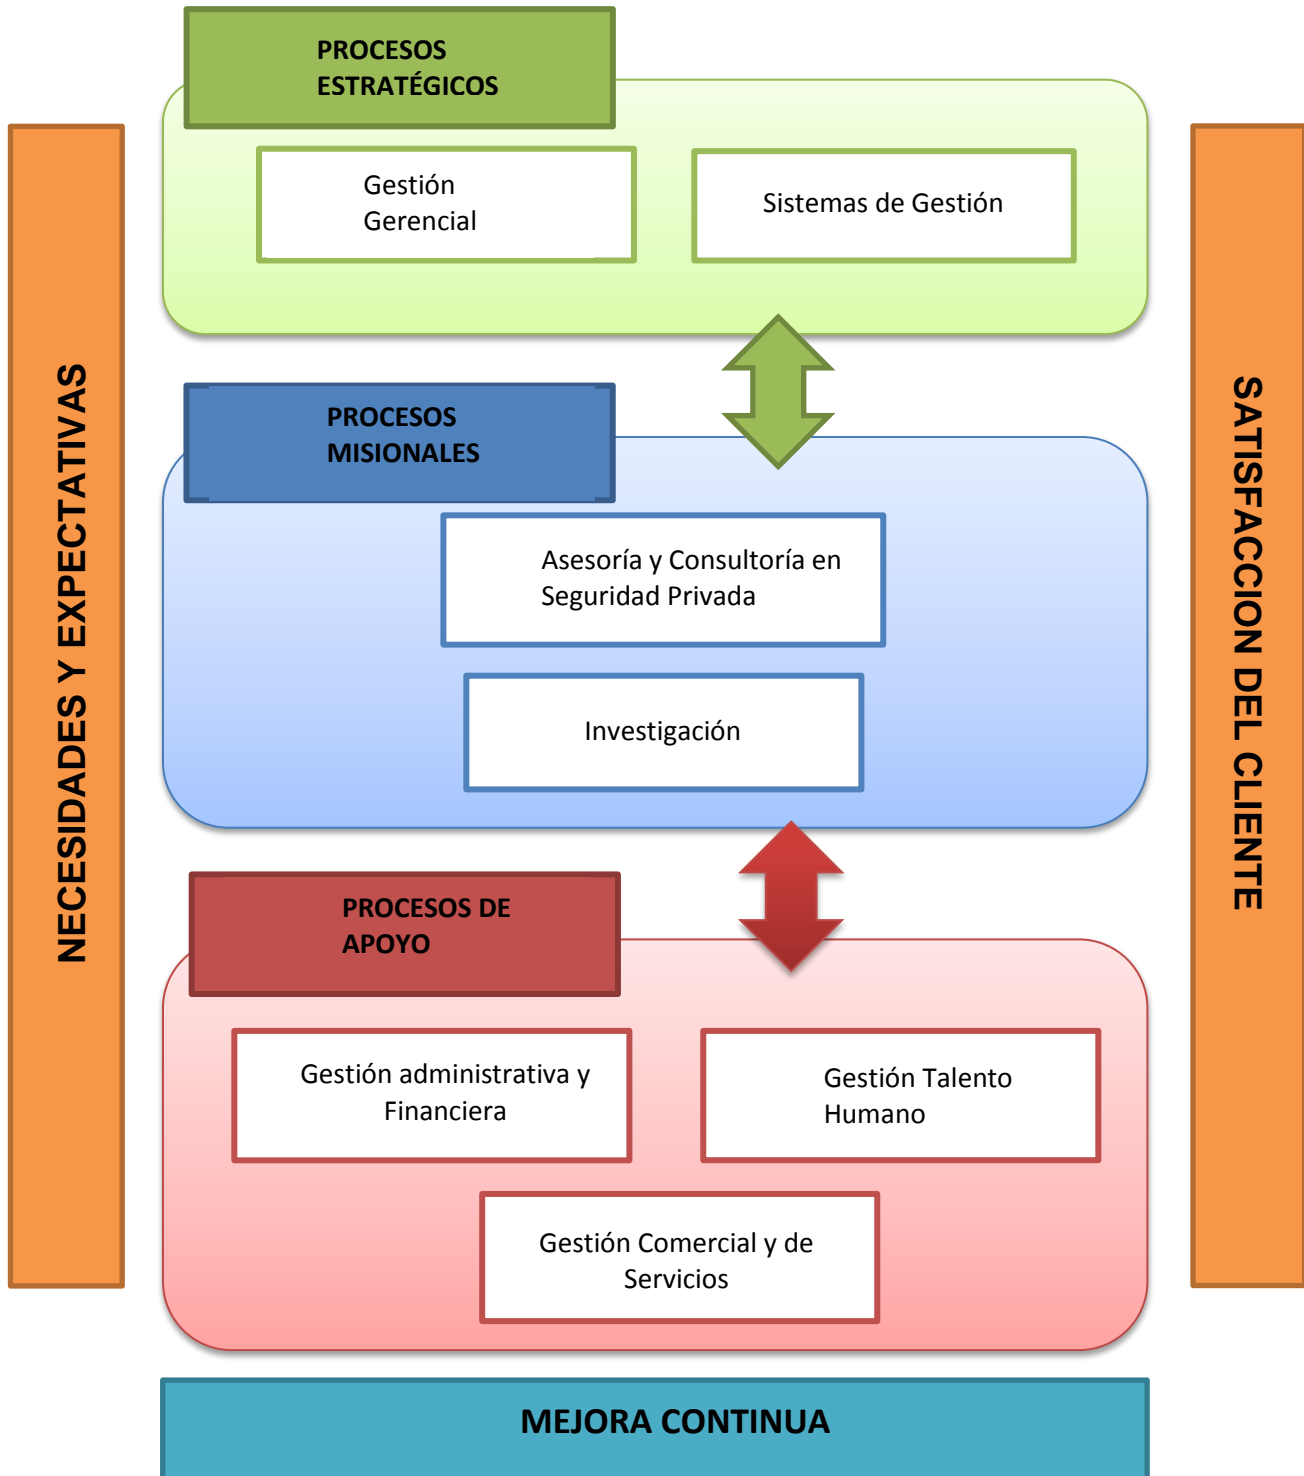 PROCESOS
ESTRATÉGICOS
Gestión
Gerencial
Sistemas de Gestión
NECESIDADES Y EXPECTATIVAS
SATISFACCION DEL CLIENTE
PROCESOS
MISIONALES
Asesoría y Consultoría en
Seguridad Privada
Investigación
PROCESOS DE
APOYO
Gestión administrativa y
Financiera
Gestión Talento
Humano
Gestión Comercial y de
Servicios
MEJORA CONTINUA